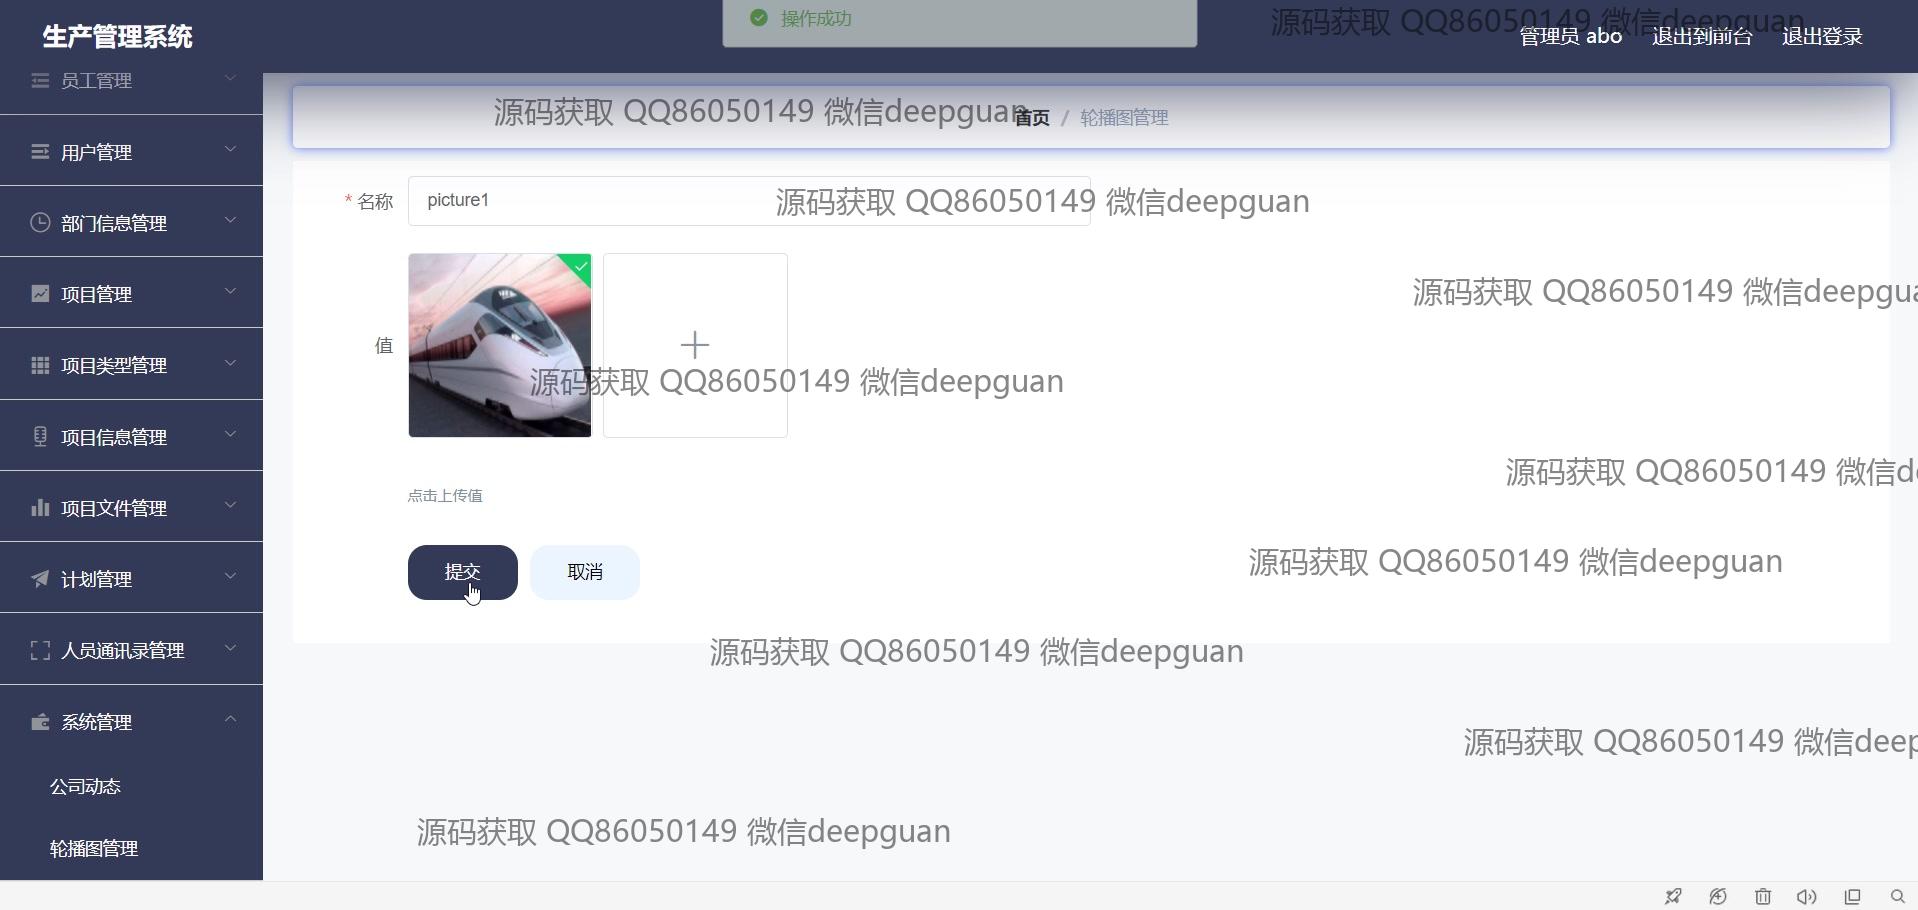 操作成功
源码获取 QQ86050149 微信deepguan
生产管理系统
管理员 abo
退出到前台
退出登录
员工管理
用户管理
部门信息管理
项目管理
项目类型管理
项目信息管理
项目文件管理
计划管理
人员通讯录管理
系统管理
公司动态
轮播图管理
源码获取 QQ86050149 微信deepguan
首页 / 轮播图管理
* 名称
picture1
源码获取 QQ86050149 微信deepguan
源码获取 QQ86050149 微信deepgua
值
源码获取 QQ86050149 微信deepguan
源码获取 QQ86050149 微信d
点击上传值
源码获取 QQ86050149 微信deepguan
提交
取消
源码获取 QQ86050149 微信deepguan
源码获取 QQ86050149 微信deep
源码获取 QQ86050149 微信deepguan